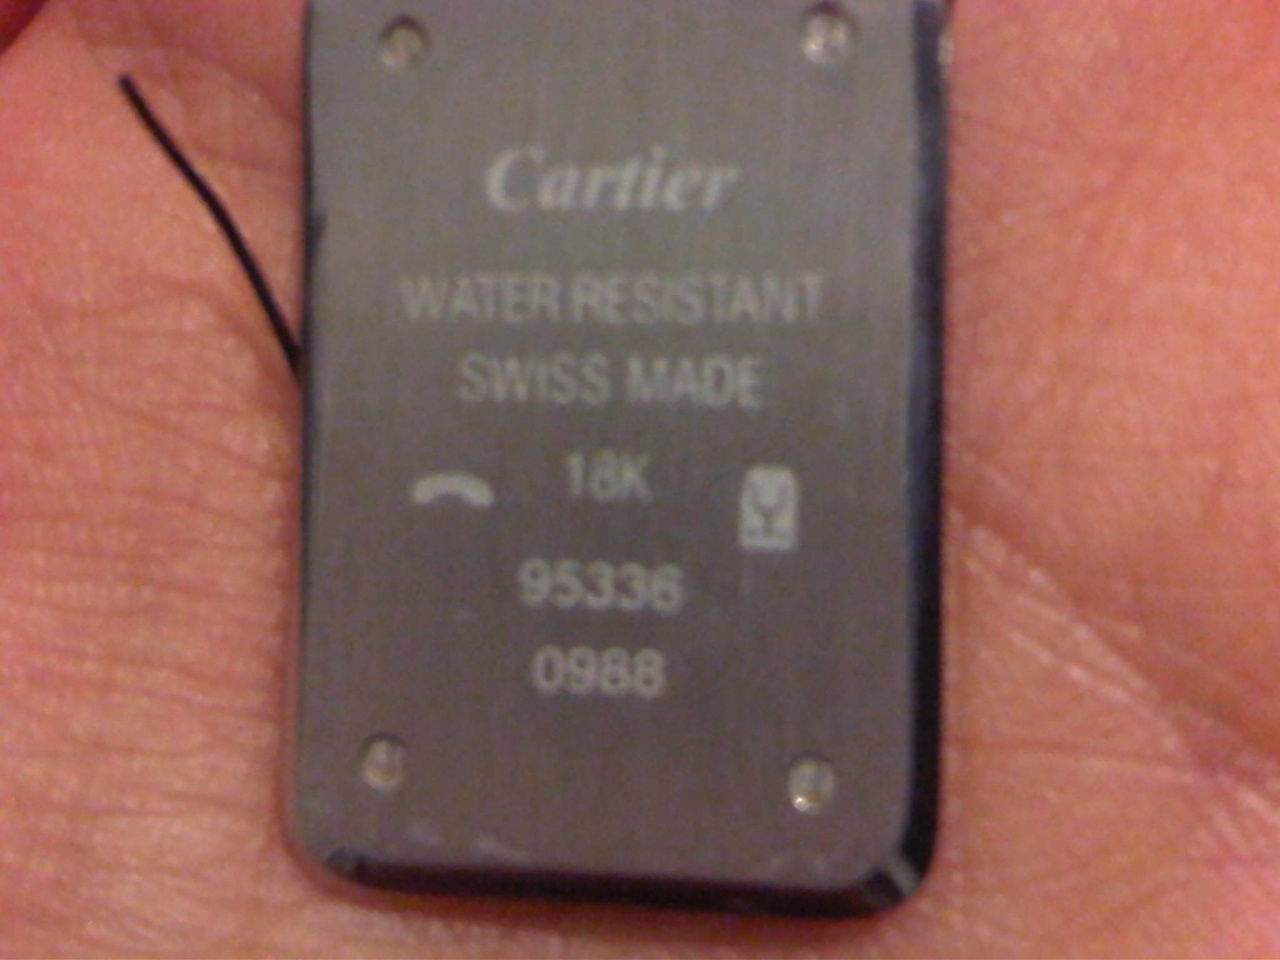 Cartier
WATER RESISTANT
SWISS MADE
18K
95336
0988